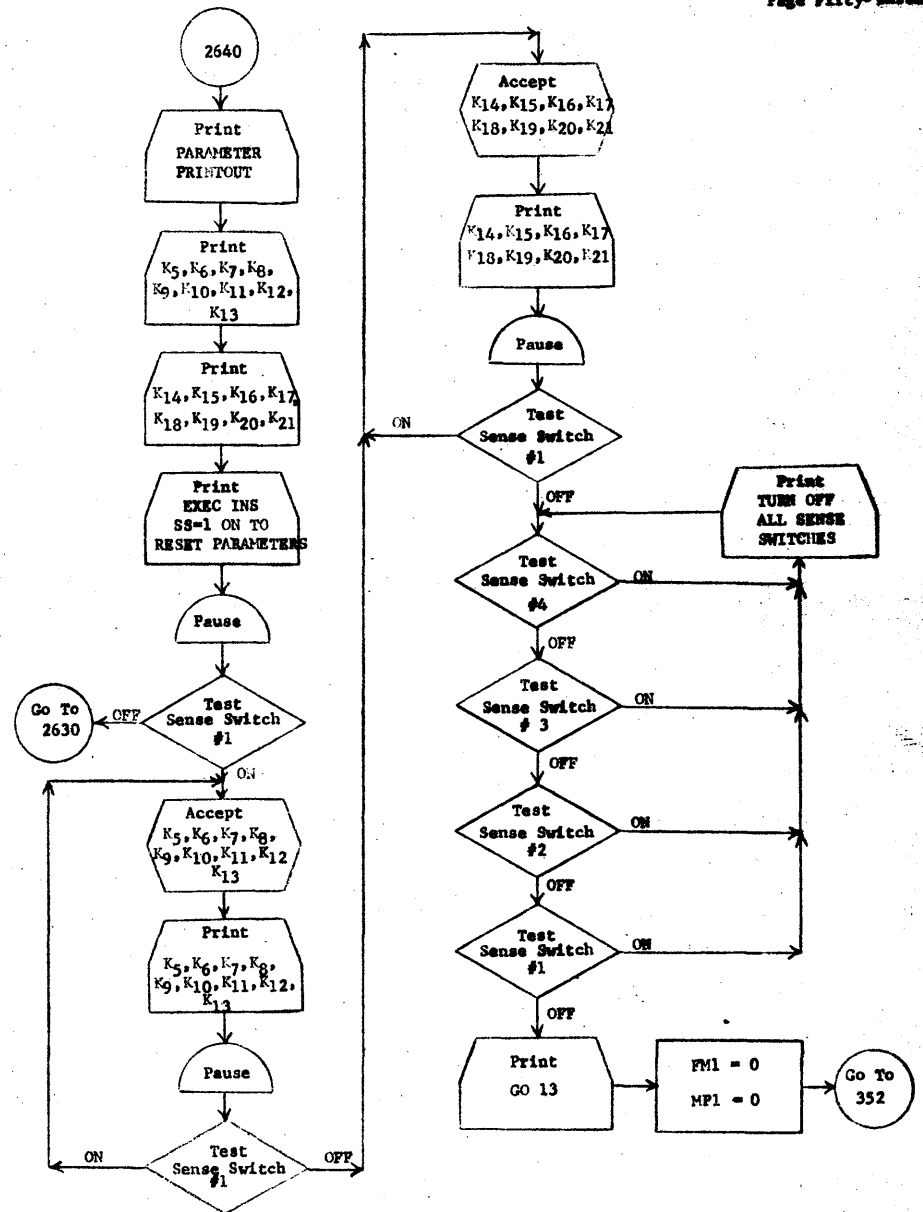 2640
Print
PARAMETER
PRINTOUT
Print
K5, K6, K7, K8,
K9, K10, K11, K12,
K13
Print
K14, K15, K16, K17,
K18, K19, K20, K21
Print
EXEC INS
SS=1 ON TO
RESET PARAMETERS
Pause
Test
Sense Switch
#1
OFF
Go To
2630
ON
Accept
K5, K6, K7, K8,
K9, K10, K11, K12
K13
Print
K5, K6, K7, K8,
K9, K10, K11, K12,
K13
Pause
Test
Sense Switch
#1
ON
OFF
Page Fifty-
Accept
K14, K15, K16, K17
K18, K19, K20, K21
Print
K14, K15, K16, K17
K18, K19, K20, K21
Pause
Test
Sense Switch
#1
ON
OFF
Print
TURN OFF
ALL SENSE
SWITCHES
Test
Sense Switch
#4
ON
OFF
Test
Sense Switch
# 3
ON
OFF
Test
Sense Switch
#2
ON
OFF
Test
Sense Switch
#1
ON
OFF
Print
GO 13
FM1 = 0
MF1 = 0
Go To
352